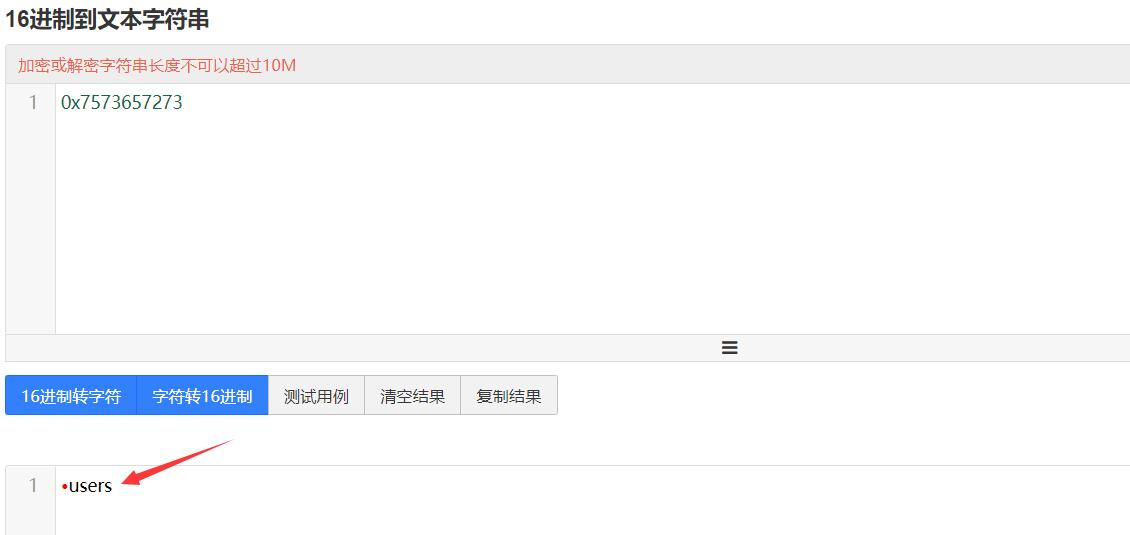 16进制到文本字符串
加密或解密字符串长度不可以超过10M
1 0x7573657273
16进制转字符 字符转16进制 测试用例 清空结果 复制结果
1 •users